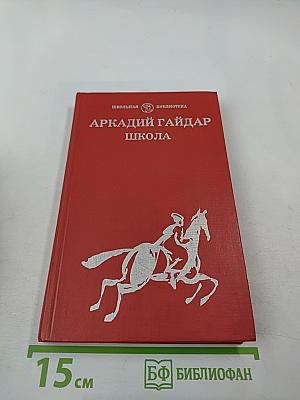 ШКОЛЬНАЯ БИБЛИОТЕКА
АРКАДИЙ ГАЙДАР
ШКОЛА
15 см
БФ БИБЛИОФАН